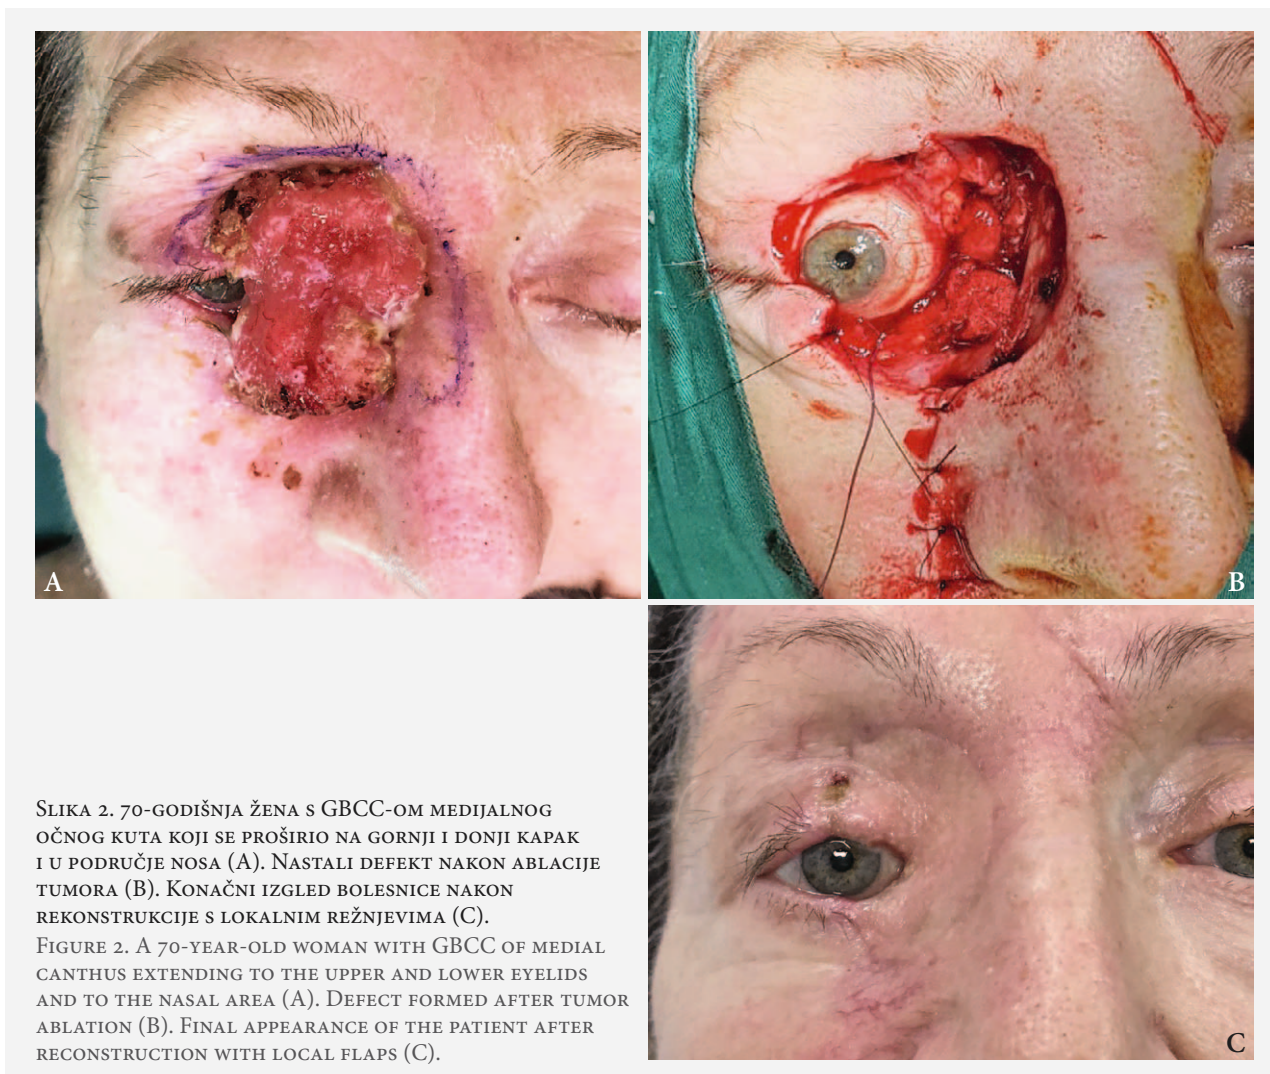 A
B
C
Slika 2. 70-godišnja žena s GBCC-om medijalnog
očnog kuta koji se proširio na gornji i donji kapak
i u područje nosa (A). Nastali defekt nakon ablacije
tumora (B). Konačni izgled bolesnice nakon
rekonstrukcije s lokalnim režnjevima (C).
Figure 2. A 70-year-old woman with GBCC of medial
canthus extending to the upper and lower eyelids
and to the nasal area (A). Defect formed after tumor
ablation (B). Final appearance of the patient after
reconstruction with local flaps (C).